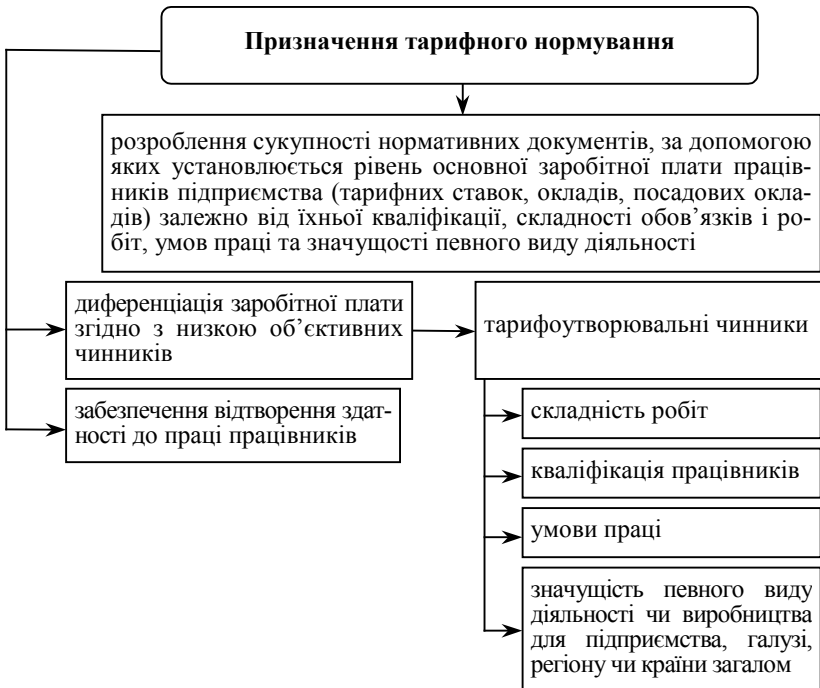 Призначення тарифного нормування
розроблення сукупності нормативних документів, за допомогою
яких установлюється рівень основної заробітної плати праців-
ників підприємства (тарифних ставок, окладів, посадових окла-
дів) залежно від їхньої кваліфікації, складності обов’язків і ро-
біт, умов праці та значущості певного виду діяльності
диференціація заробітної плати
згідно з низкою об’єктивних
чинників
тарифоутворювальні чинники
забезпечення відтворення здат-
ності до праці працівників
складність робіт
кваліфікація працівників
умови праці
значущість певного виду
діяльності чи виробництва
для підприємства, галузі,
регіону чи країни загалом